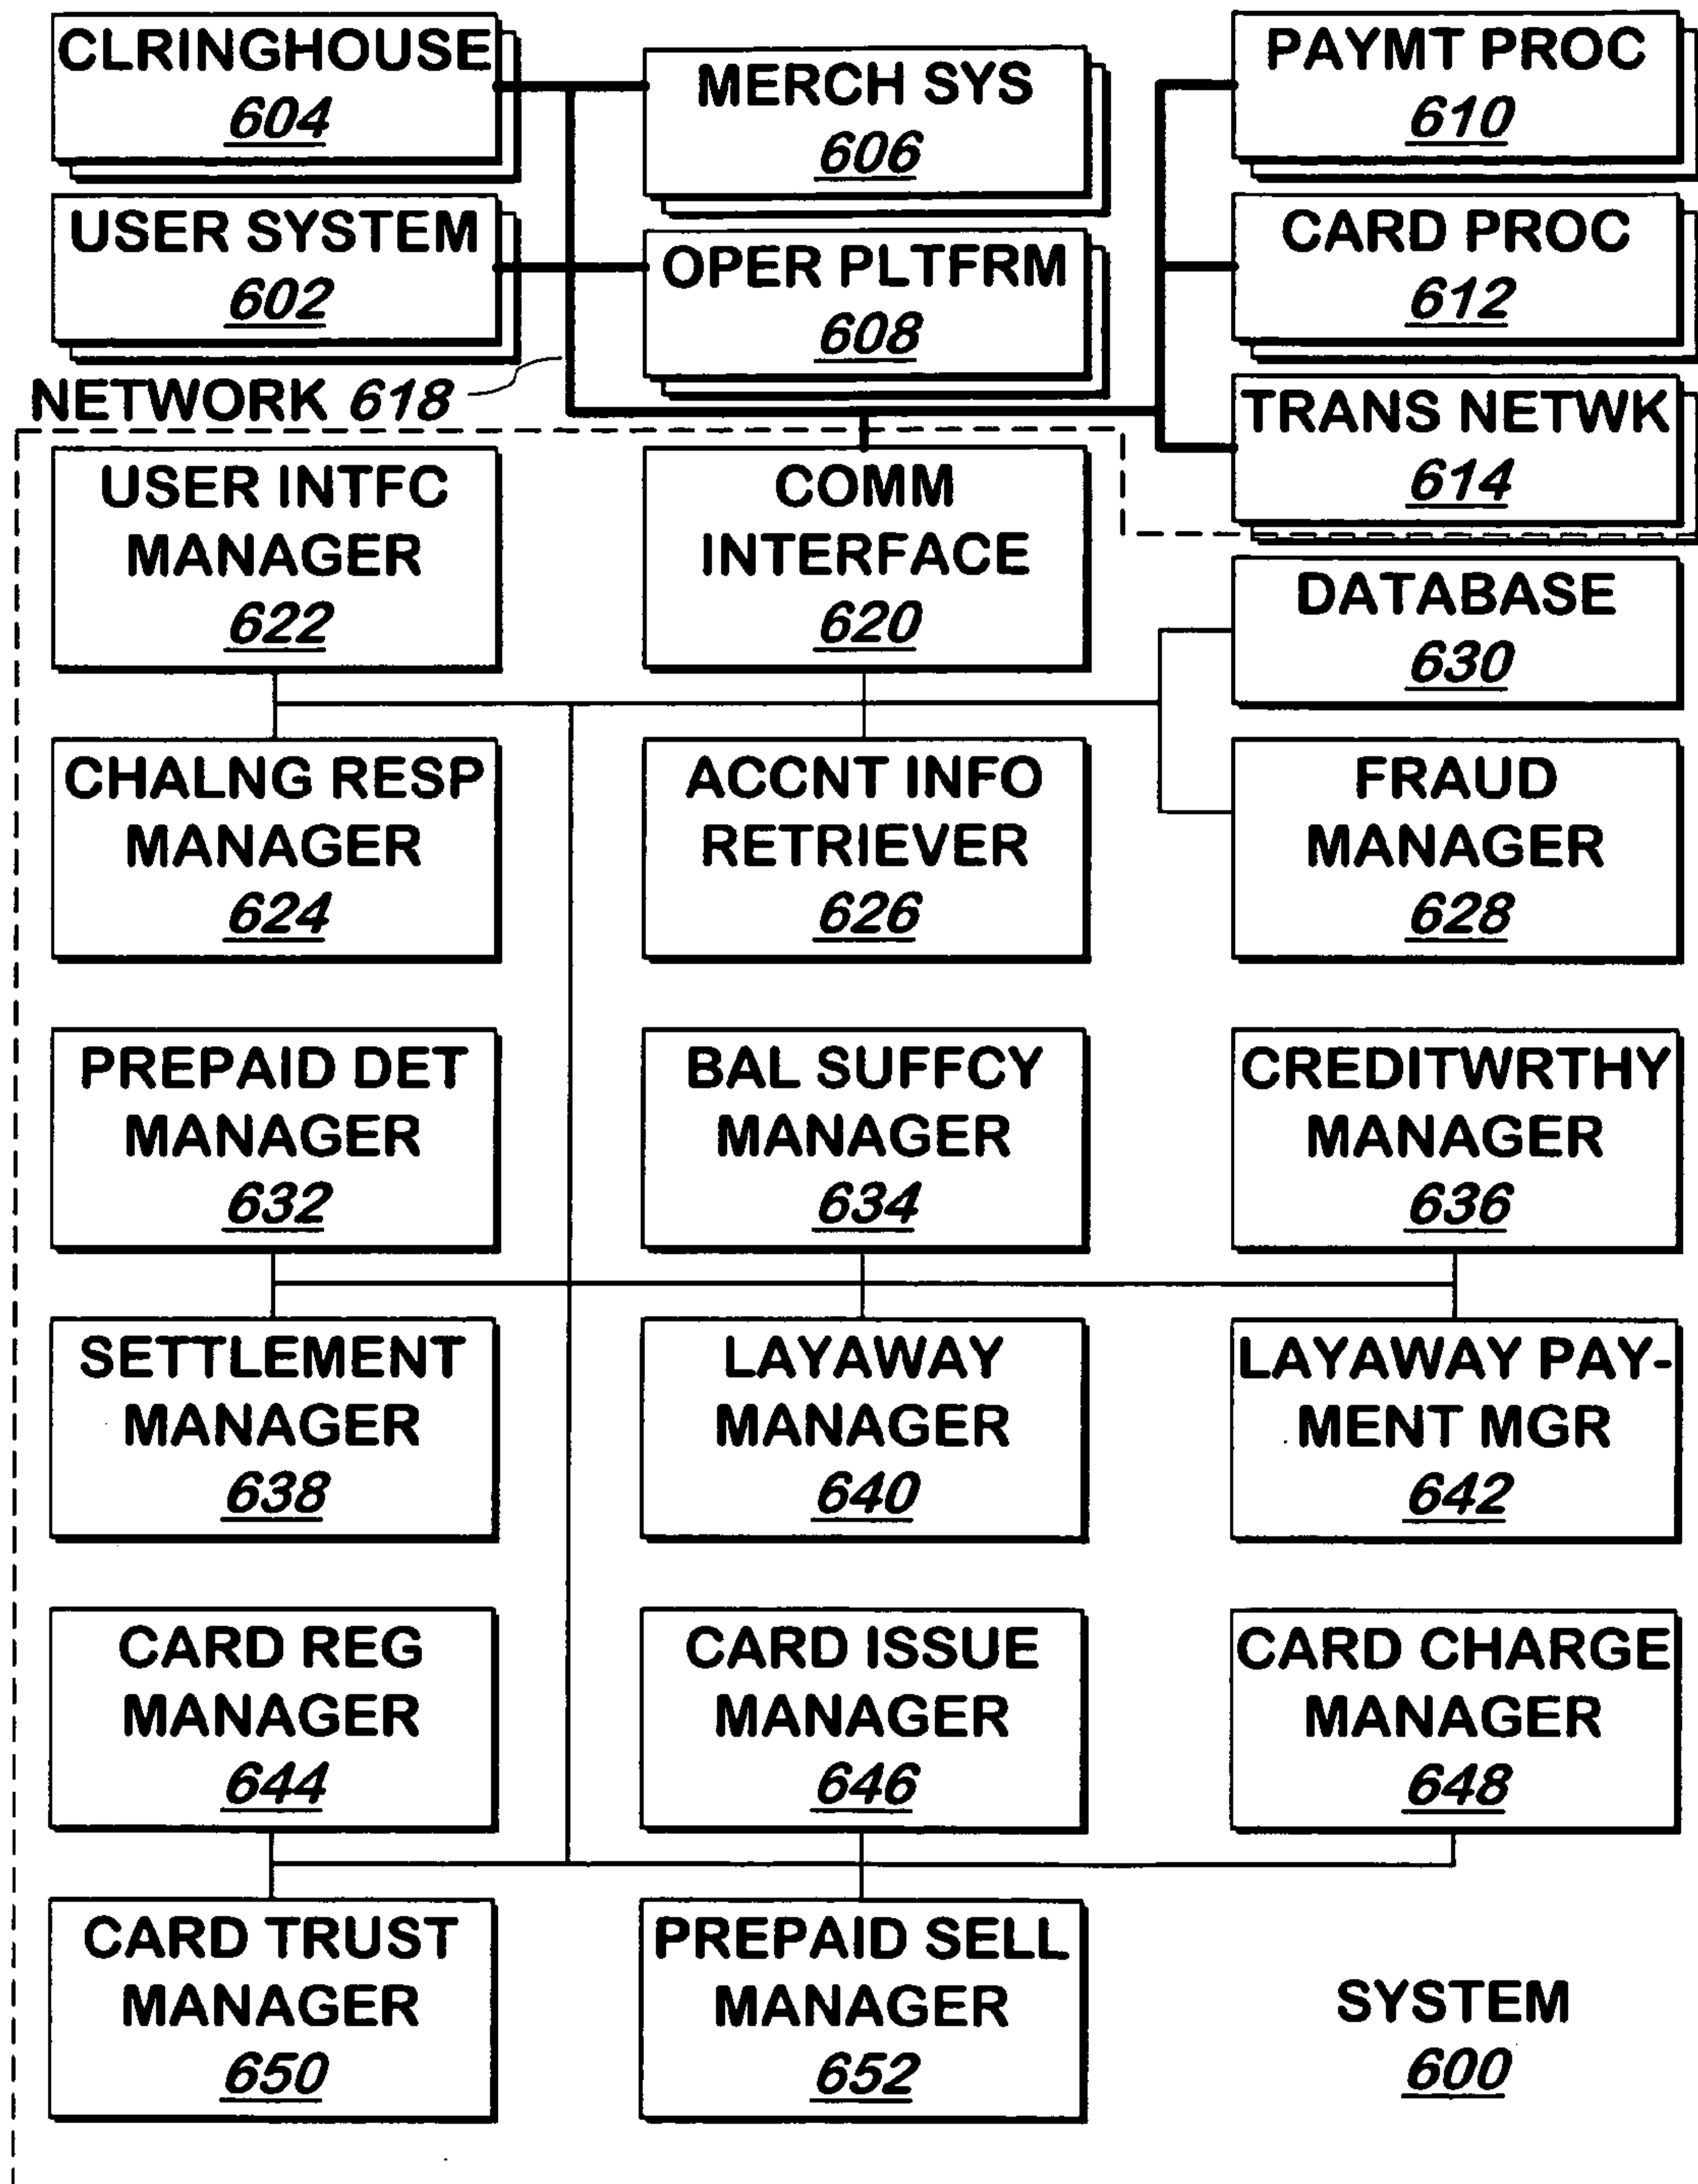 CLRINGHOUSE
604
MERCH SYS
606
PAYMT PROC
610
USER SYSTEM
602
OPER PLTFRM
608
CARD PROC
612
NETWORK 618
TRANS NETWK
614
USER INTFC
MANAGER
622
COMM
INTERFACE
620
DATABASE
630
CHALNG RESP
MANAGER
624
ACCNT INFO
RETRIEVER
626
FRAUD
MANAGER
628
PREPAID DET
MANAGER
632
BAL SUFFCY
MANAGER
634
CREDITWRTHY
MANAGER
636
SETTLEMENT
MANAGER
638
LAYAWAY
MANAGER
640
LAYAWAY PAY-
MENT MGR
642
CARD REG
MANAGER
644
CARD ISSUE
MANAGER
646
CARD CHARGE
MANAGER
648
CARD TRUST
MANAGER
650
PREPAID SELL
MANAGER
652
SYSTEM
600